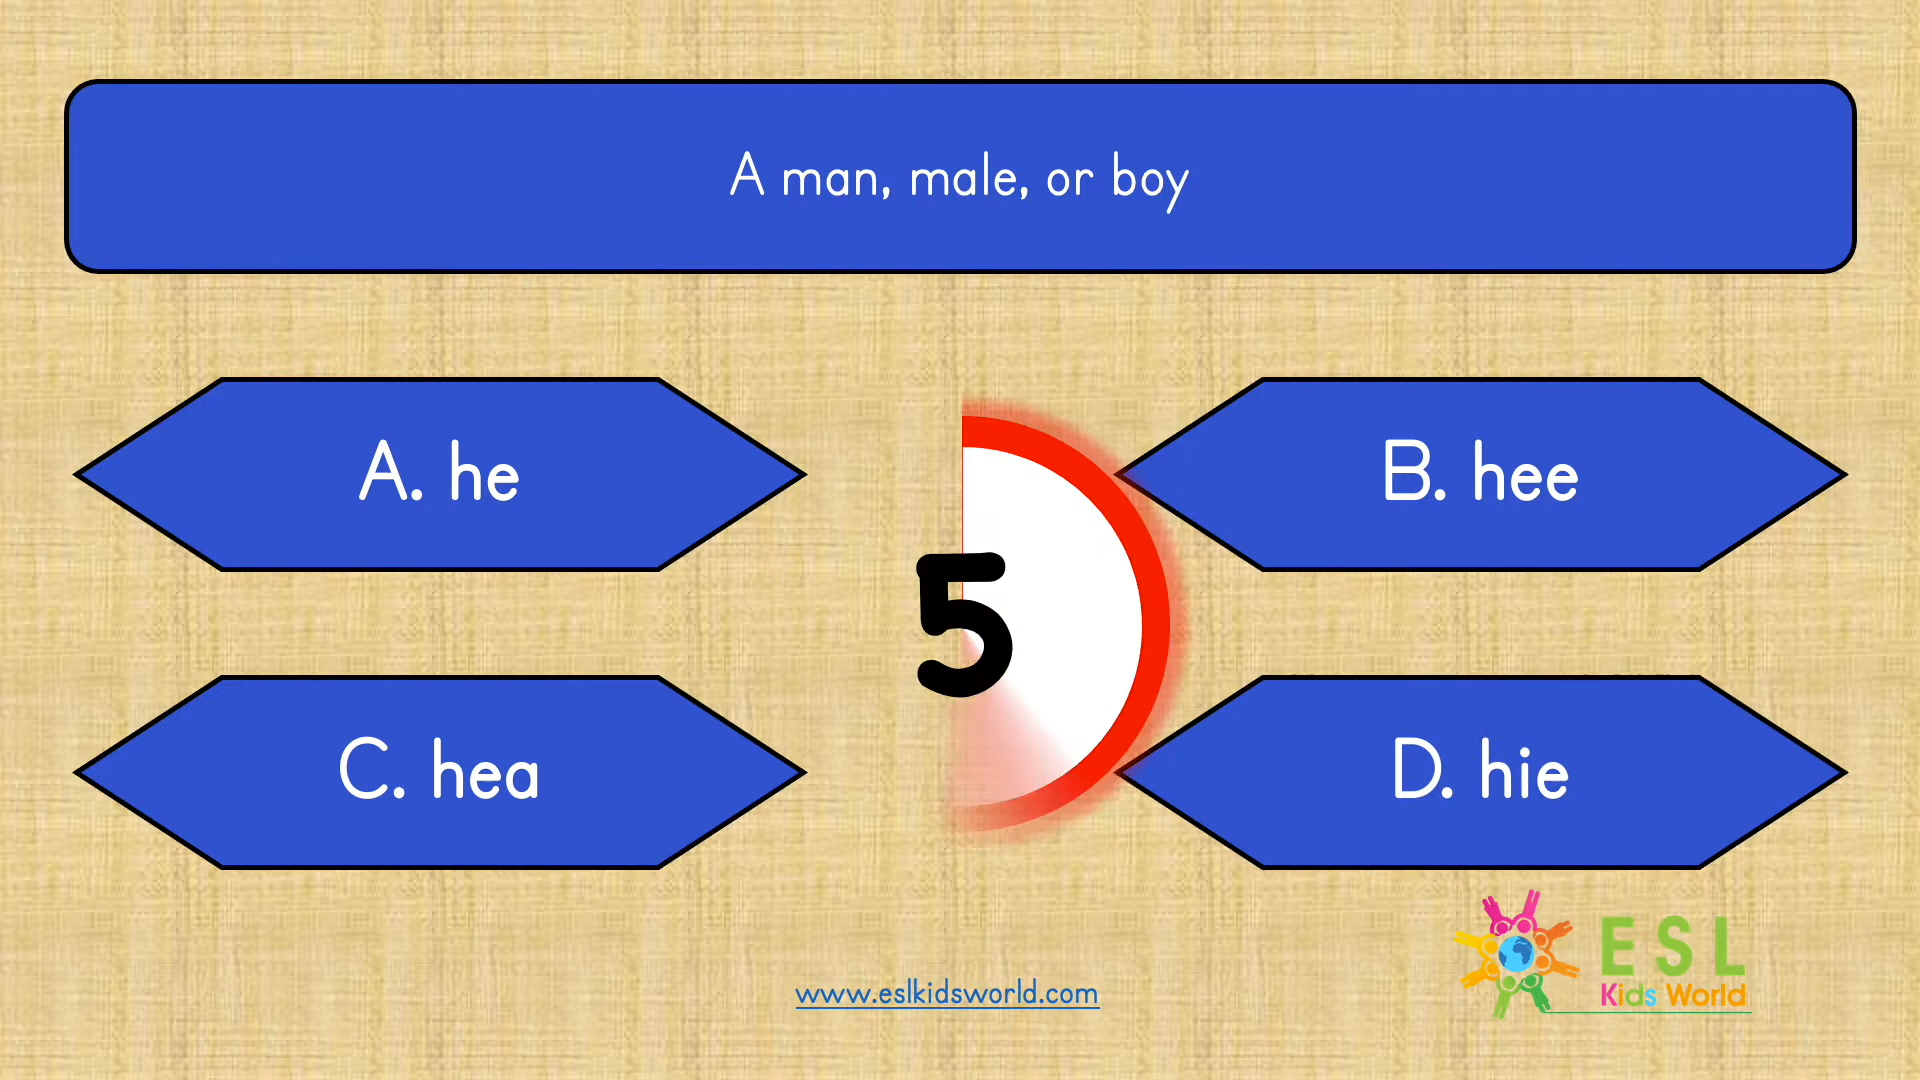 A man, male, or boy
A. he
B. hee
5
C. hea
D. hie
www.eslkidsworld.com
ESL
Kids World